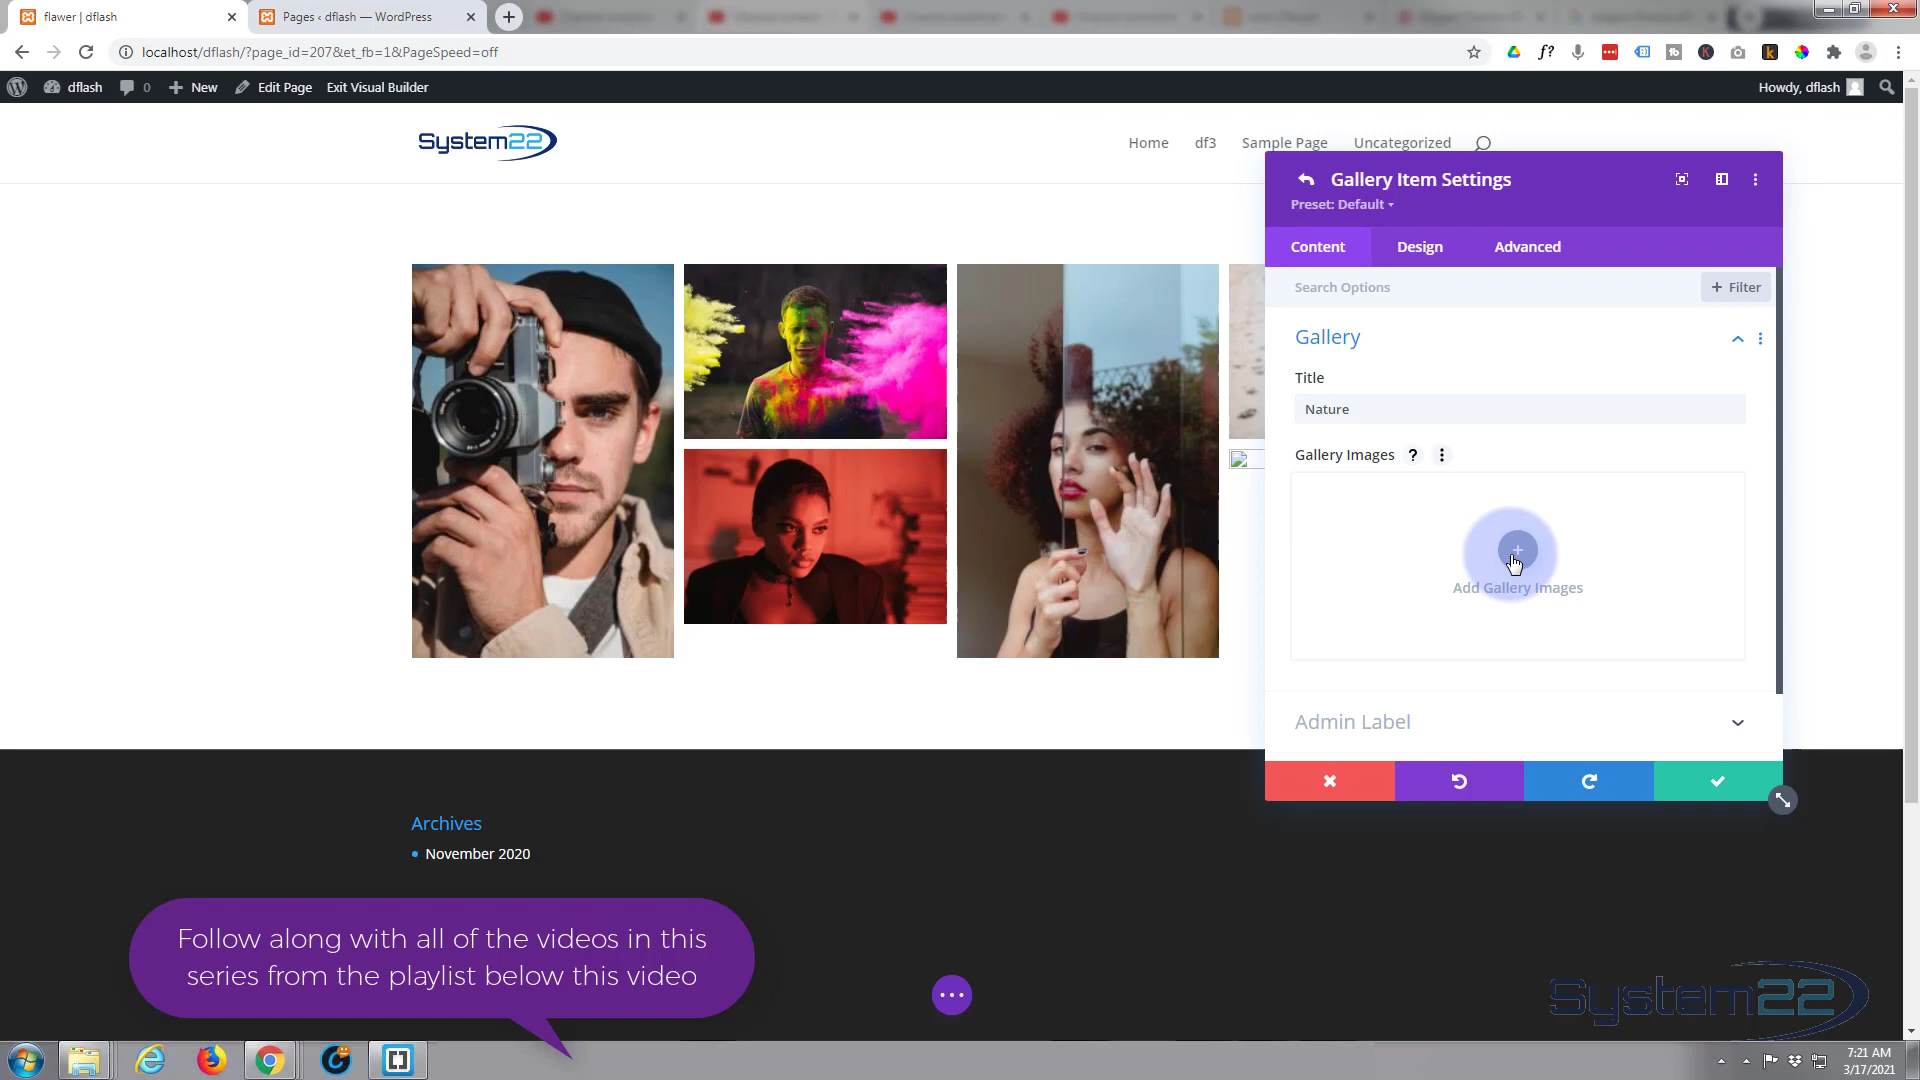 flawer | dflash
Pages ‹ dflash — WordPress
localhost/dflash/?page_id=207&et_fb=1&PageSpeed=off
dflash
0
New
Edit Page
Exit Visual Builder
Howdy, dflash
System22
Home
df3
Sample Page
Uncategorized
Gallery Item Settings
Preset: Default
Content
Design
Advanced
Search Options
+ Filter
Gallery
Title
Nature
Gallery Images
?
Add Gallery Images
Admin Label
Archives
November 2020
Follow along with all of the videos in this
series from the playlist below this video
System22
7:21 AM
3/17/2021